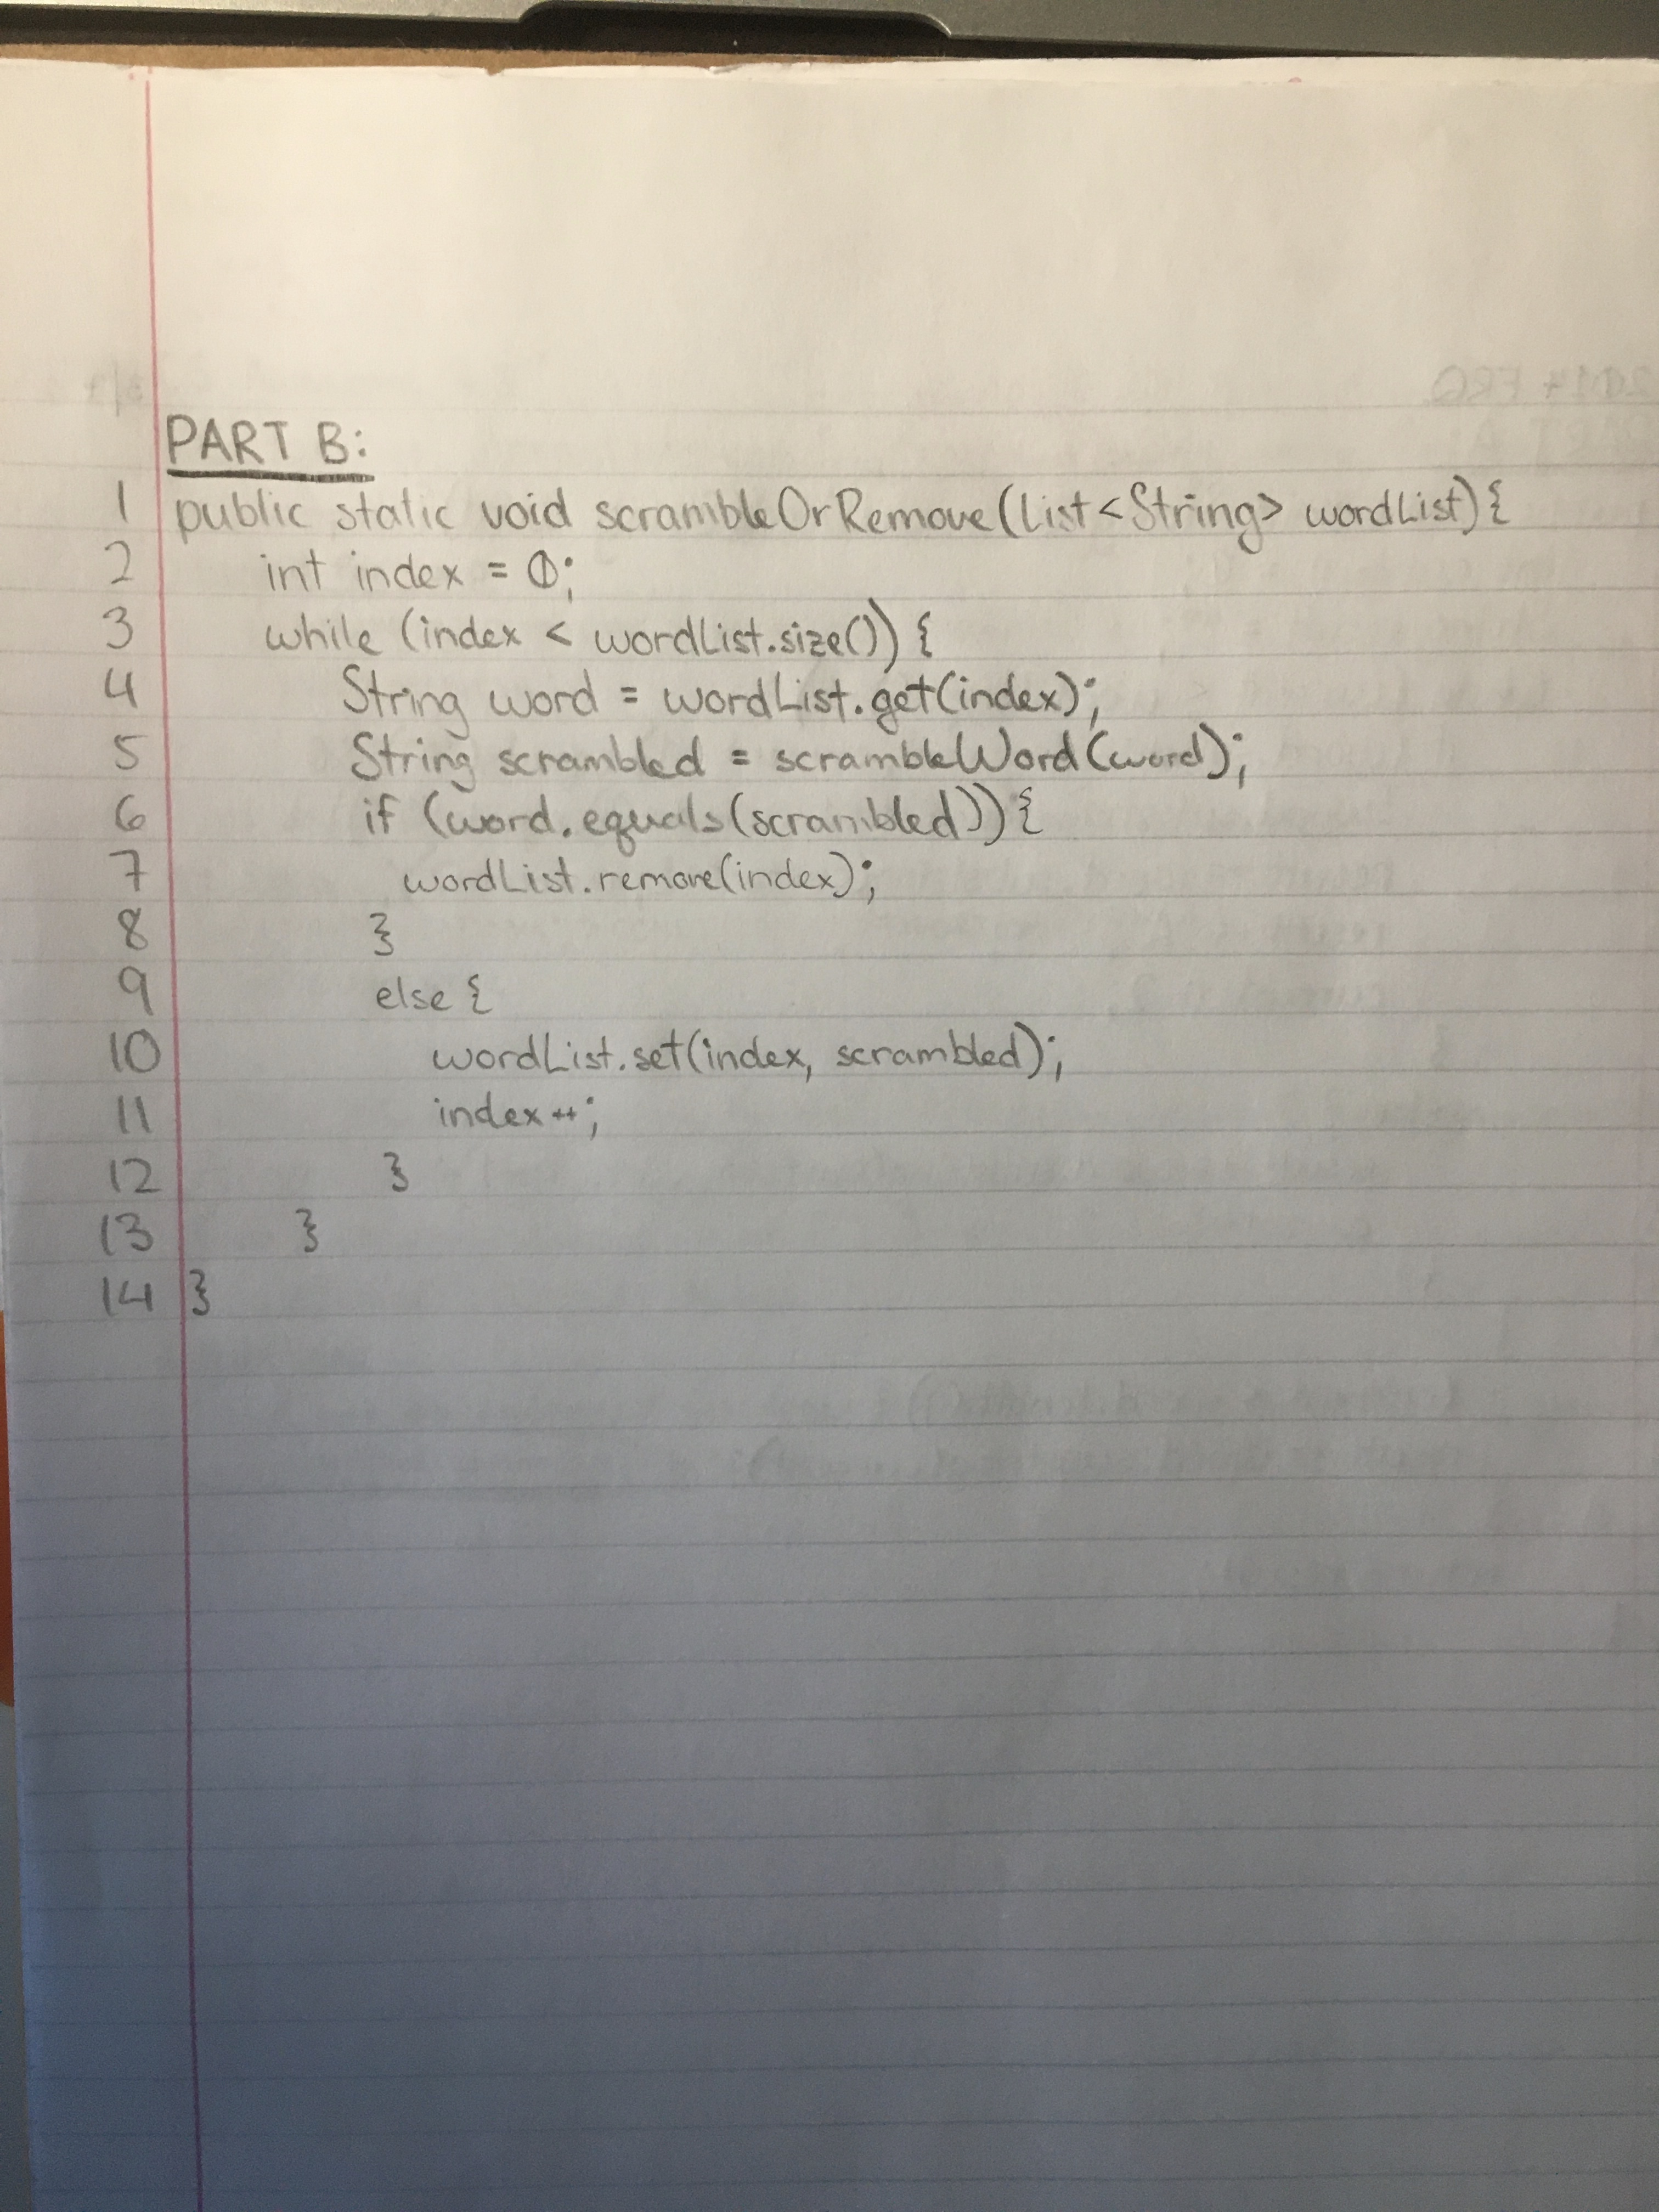 PART B:
1 public static void scrambleOrRemove(List<String> wordList){
2 int index = 0;
3 while (index < wordList.size()) {
4 String word = wordList.get(index);
5 String scrambled = scrambleWord(word);
6 if (word.equals(scrambled)){
7 wordList.remove(index);
8 }
9 else {
10 wordList.set(index, scrambled);
11 index++;
12 }
13 }
14 }